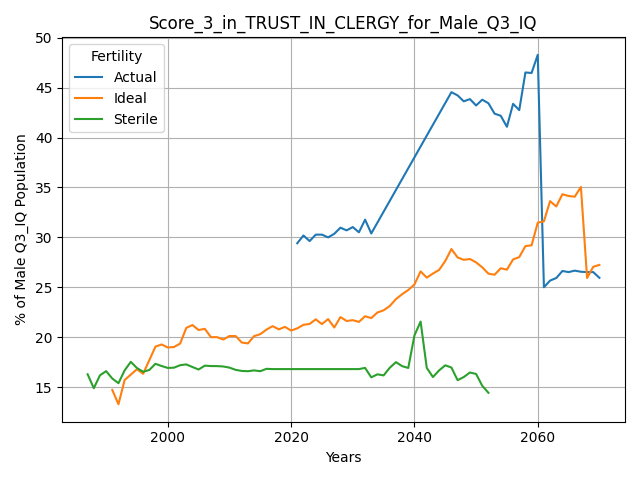 Score_3_in_TRUST_IN_CLERGY_for_Male_Q3_IQ
Fertility
Actual
Ideal
Sterile
% of Male Q3_IQ Population
50
45
40
35
30
25
20
15
2000
2020
2040
2060
Years